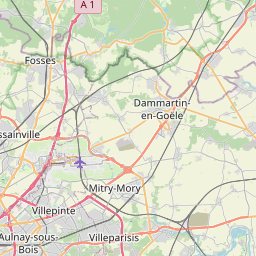 A 1
Fosses
Dammartin-
en-Goële
ssainville
Mitry-Mory
Villepinte
Aulnay-sous-
Bois
Villeparisis